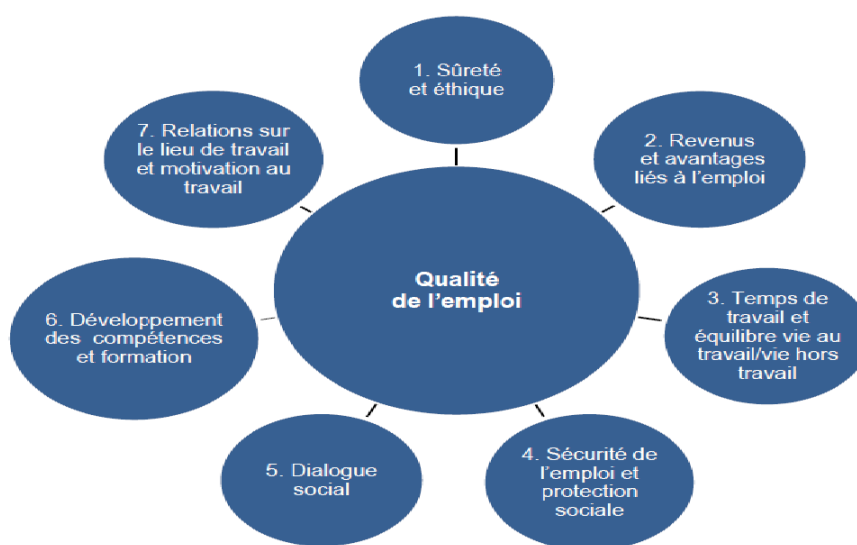 1. Sûreté
et éthique
2. Revenus
et avantages
liés à l'emploi
3. Temps de
travail et
équilibre vie au
travail/vie hors
travail
4. Sécurité de
l'emploi et
protection
sociale
5. Dialogue
social
6. Développement
des compétences
et formation
7. Relations sur
le lieu de travail
et motivation au
travail
Qualité
de l'emploi